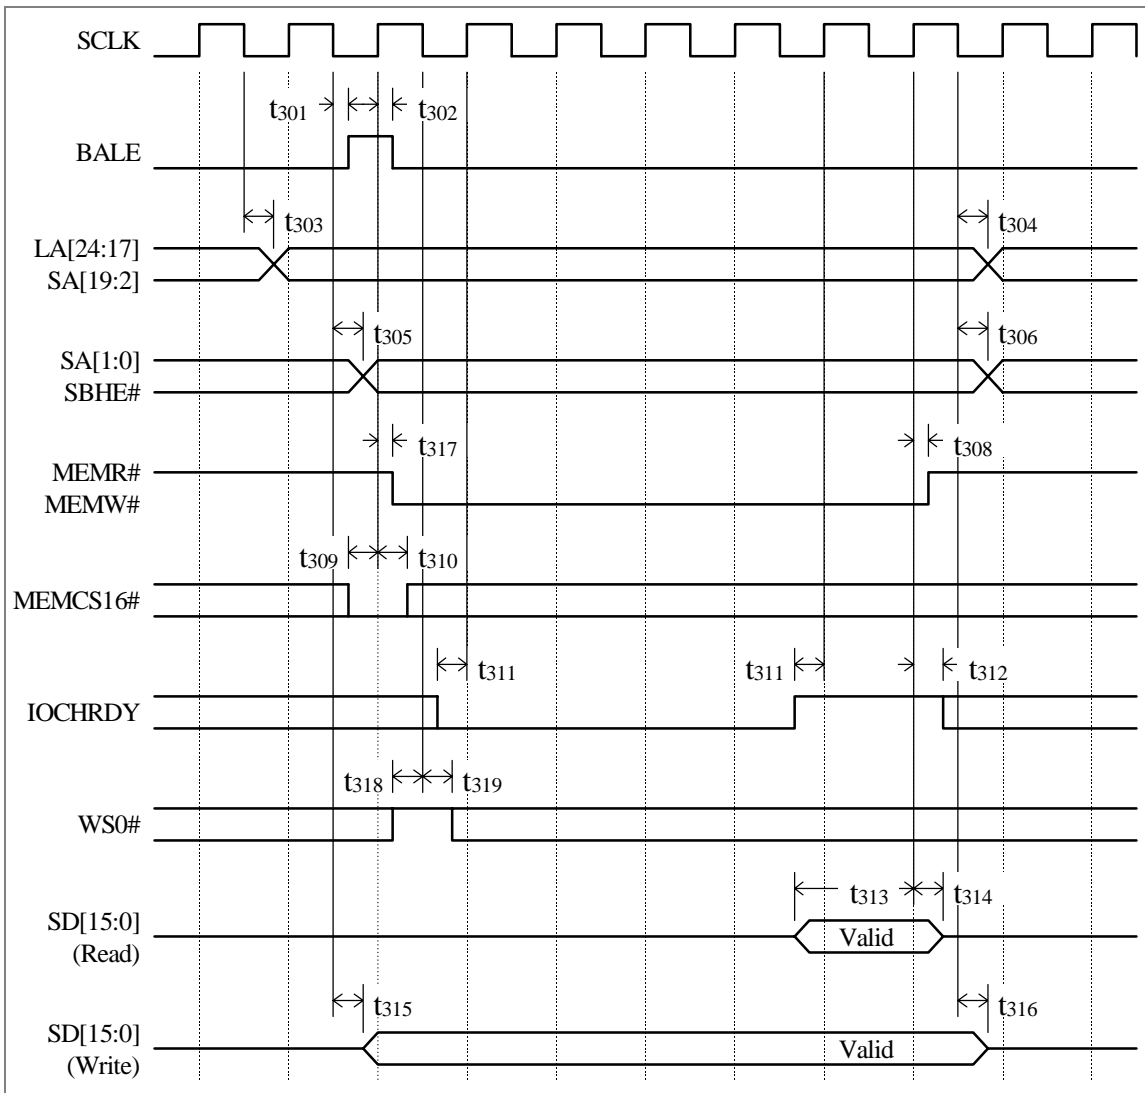 SCLK
t301 t302
BALE
t303 t304
LA[24:17]
SA[19:2]
t305 t306
SA[1:0]
SBHE#
t317 t308
MEMR#
MEMW#
t309 t310
MEMCS16#
t311 t311 t312
IOCHRDY
t318 t319
WS0#
t313 t314
SD[15:0]
Valid
(Read)
t315 t316
SD[15:0]
Valid
(Write)